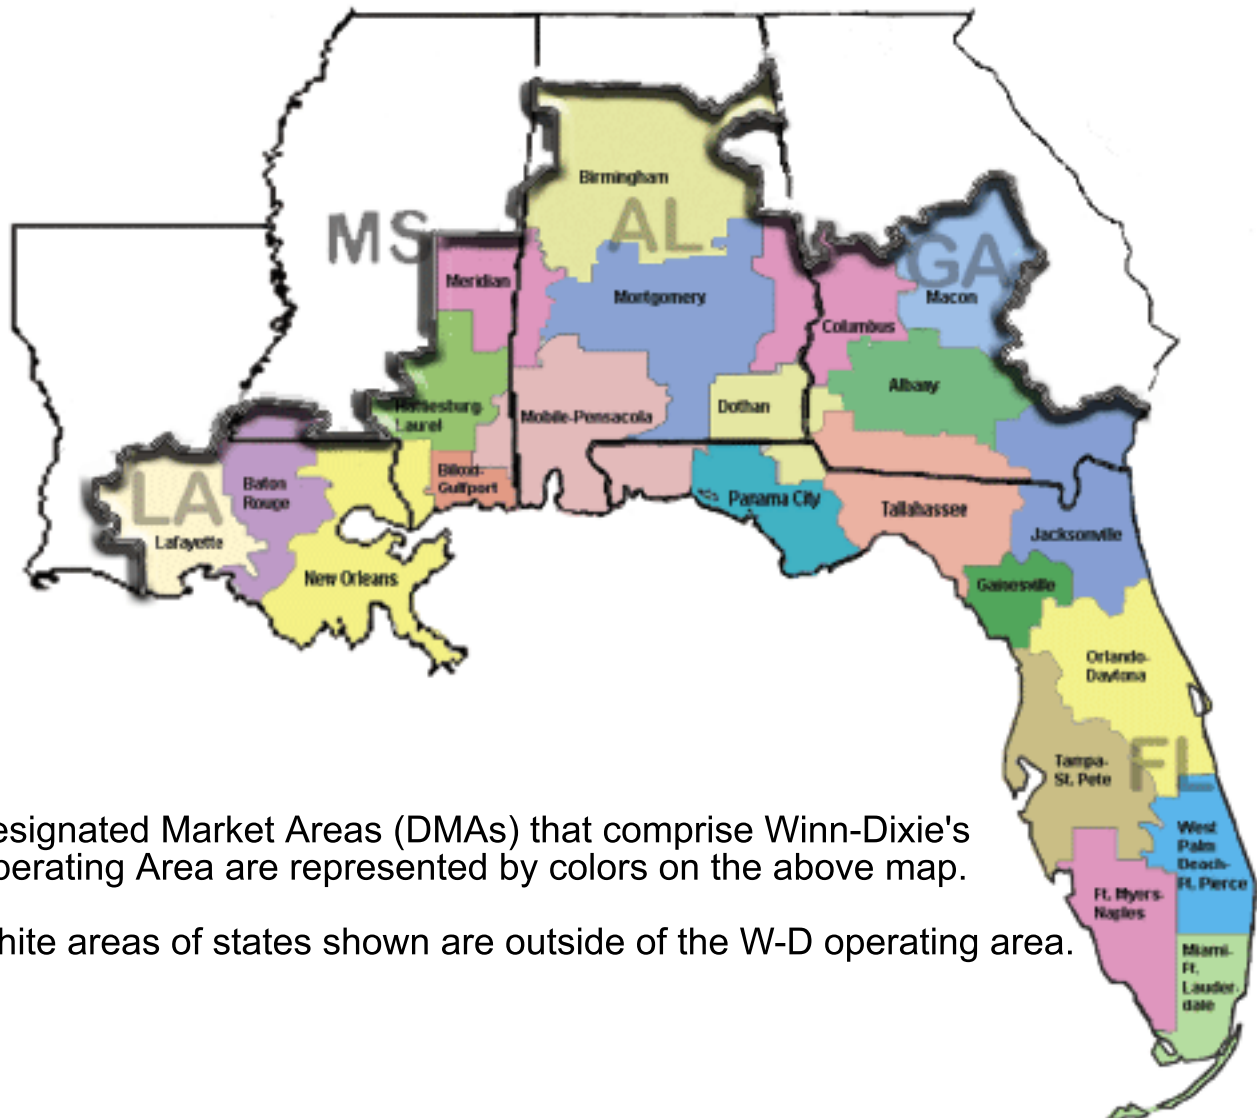 Birmingham
AL
MS
GA
Meridian
Montgomery
Macon
Columbus
Albany
Hattiesburg
Laurel
Mobile-Pensacola
Dothan
LA
Baton
Rouge
Biloxi-
Gulfport
Panama City
Tallahassee
Lafayette
Jacksonville
New Orleans
Gainesville
Orlando-
Daytona
FL
Tampa-
St. Pete
West
Palm
Beach-
Ft. Pierce
Ft. Myers-
Naples
Miami-
Ft.
Lauder-
dale
esignated Market Areas (DMAs) that comprise Winn-Dixie's
perating Area are represented by colors on the above map.
hite areas of states shown are outside of the W-D operating area.